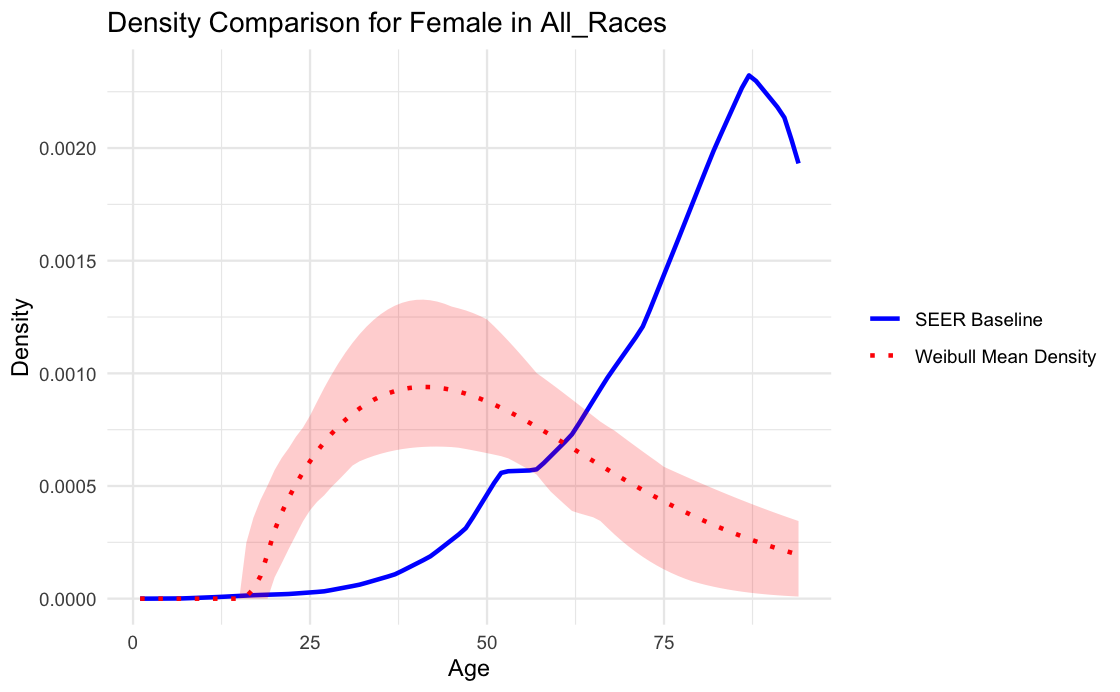 Density Comparison for Female in All_Races
Density
0.0020
0.0015
0.0010
0.0005
0.0000
0
25
50
75
Age
SEER Baseline
Weibull Mean Density